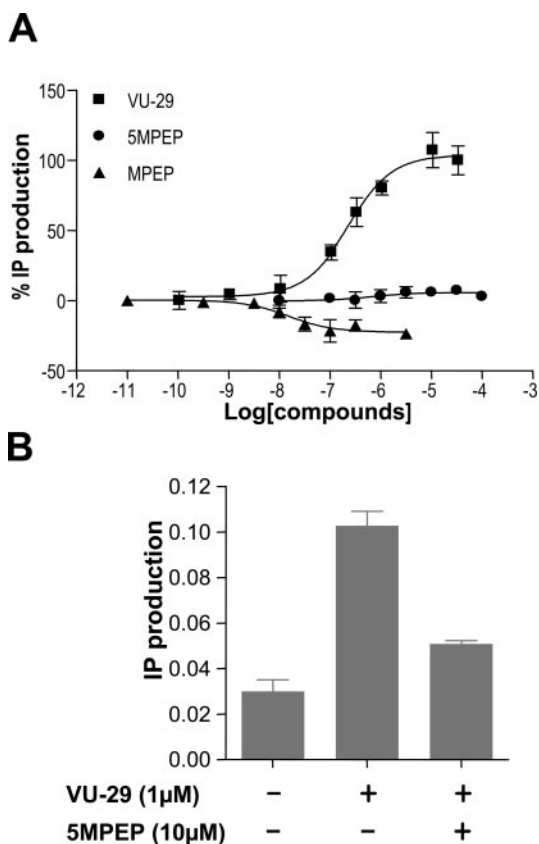 A
150
100
50
0
-50
% IP production
VU-29
5MPEP
MPEP
-12 -11 -10 -9 -8 -7 -6 -5 -4 -3
Log[compounds]
B
0.12
0.10
0.08
0.06
0.04
0.02
0.00
IP production
VU-29 (1μM) − + +
5MPEP (10μM) − − +